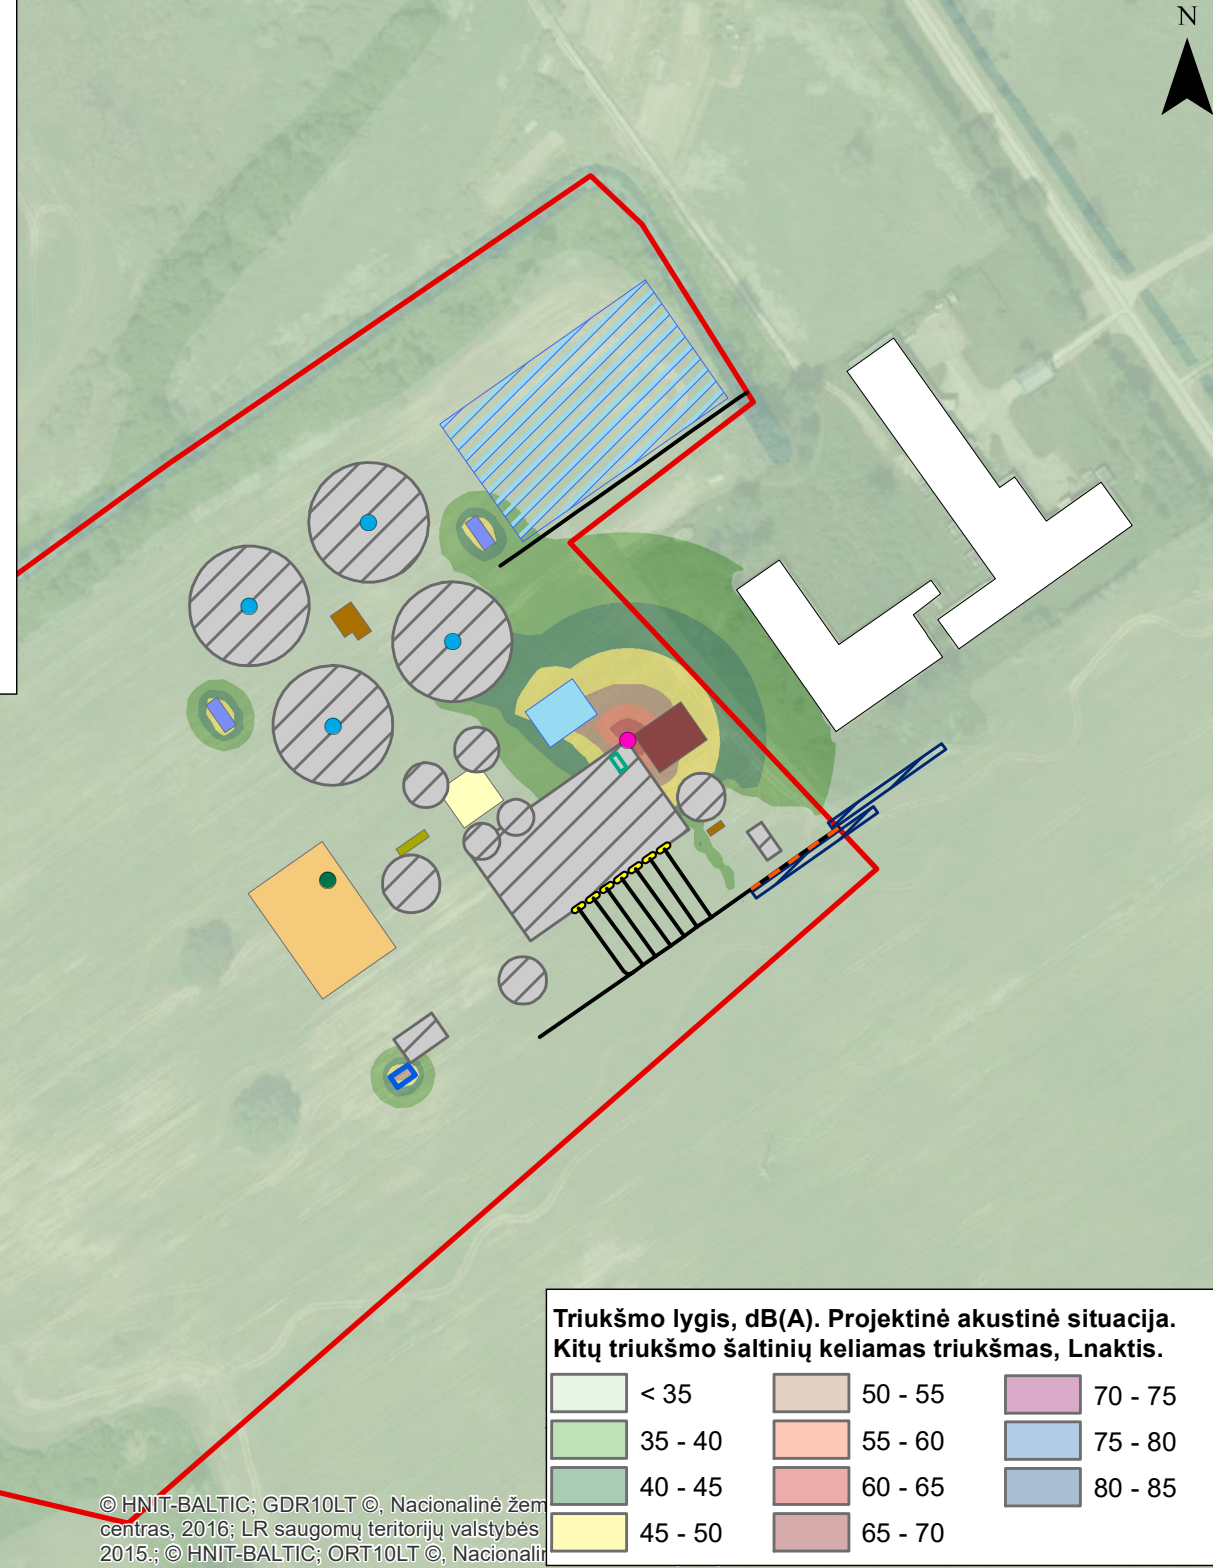 N
Triukšmo lygis, dB(A). Projektinė akustinė situacija.
Kitų triukšmo šaltinių keliamas triukšmas, Lnaktis.
< 35
35 - 40
40 - 45
45 - 50
50 - 55
55 - 60
60 - 65
65 - 70
70 - 75
75 - 80
80 - 85
© HNIT-BALTIC; GDR10LT ©, Nacionalinė žem
centras, 2016; LR saugomų teritorijų valstybės
2015.; © HNIT-BALTIC; ORT10LT ©, Nacionalin